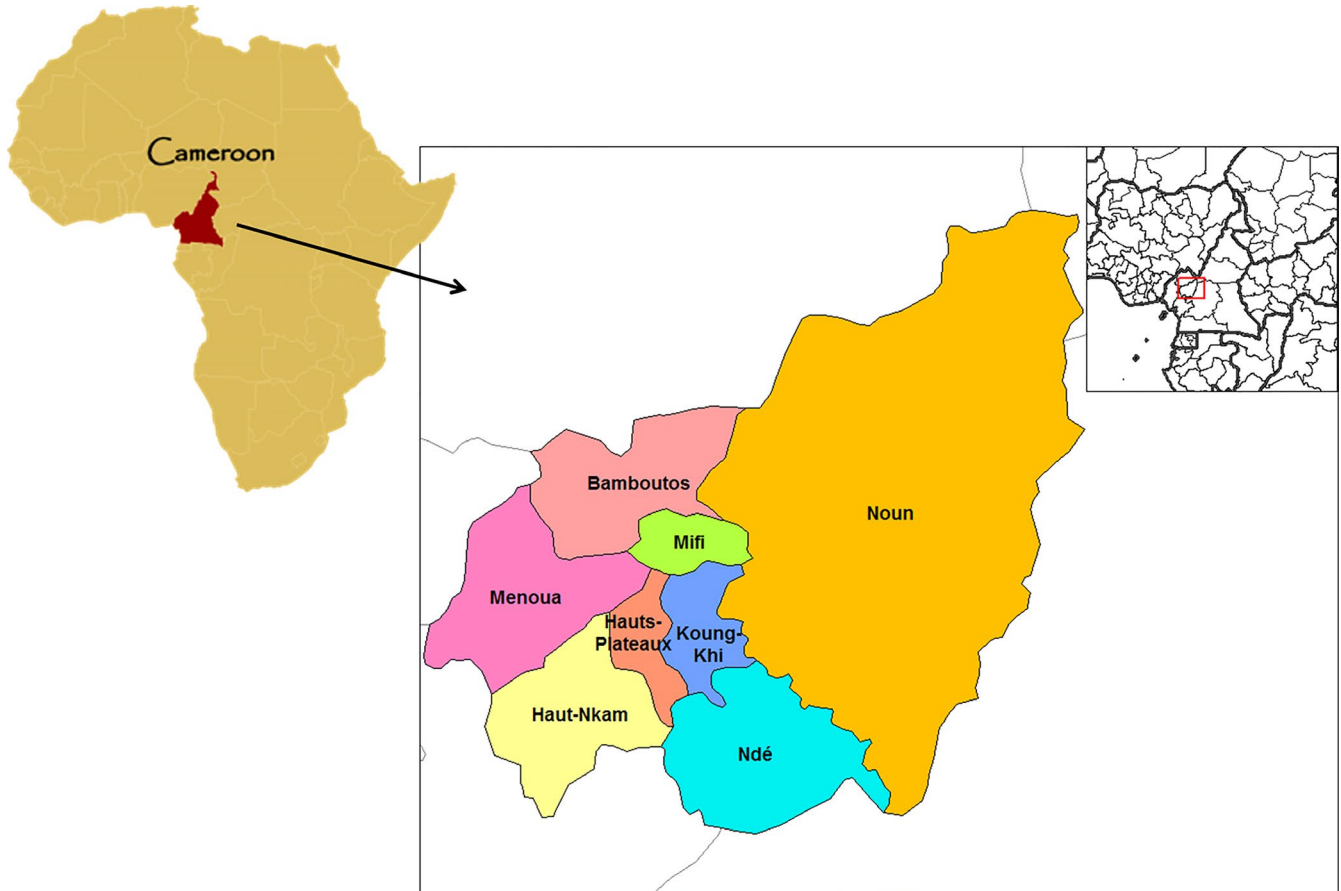 Cameroon
Bamboutos
Noun
Mifi
Menoua
Hauts-
Plateaux
Koung-
Khi
Haut-Nkam
Ndé